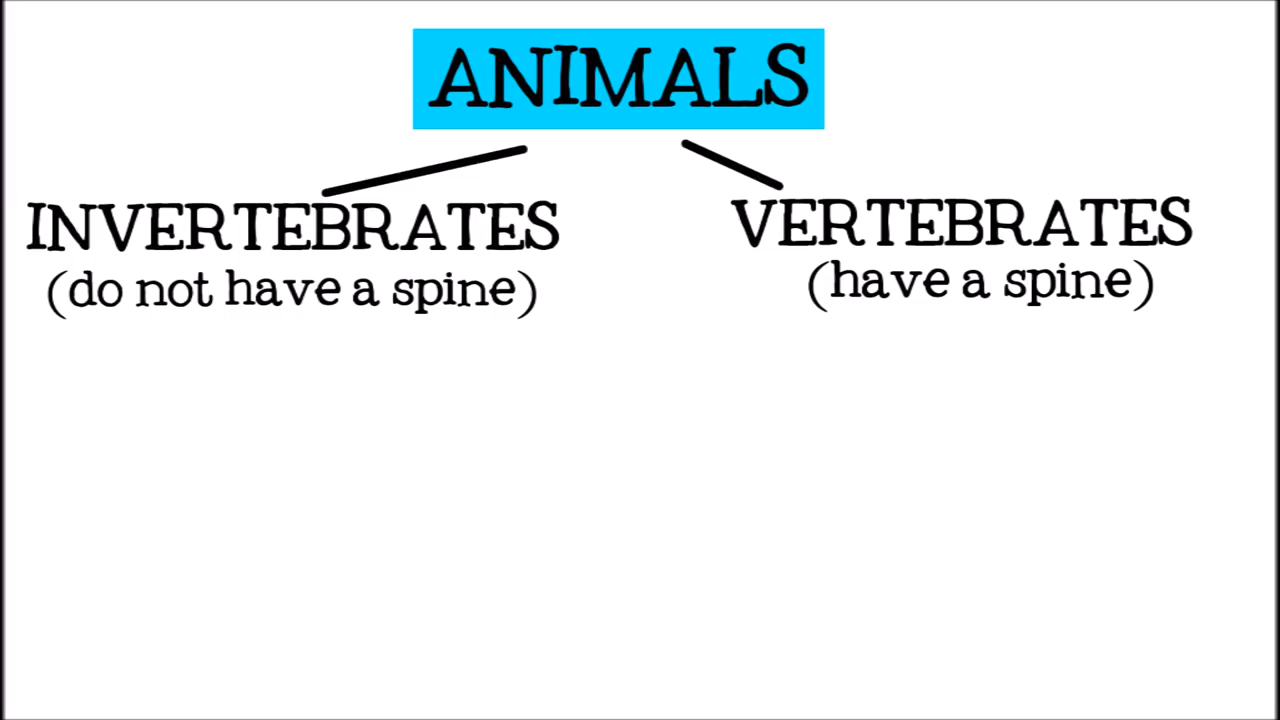 ANIMALS
INVERTEBRATES
(do not have a spine)
VERTEBRATES
(have a spine)